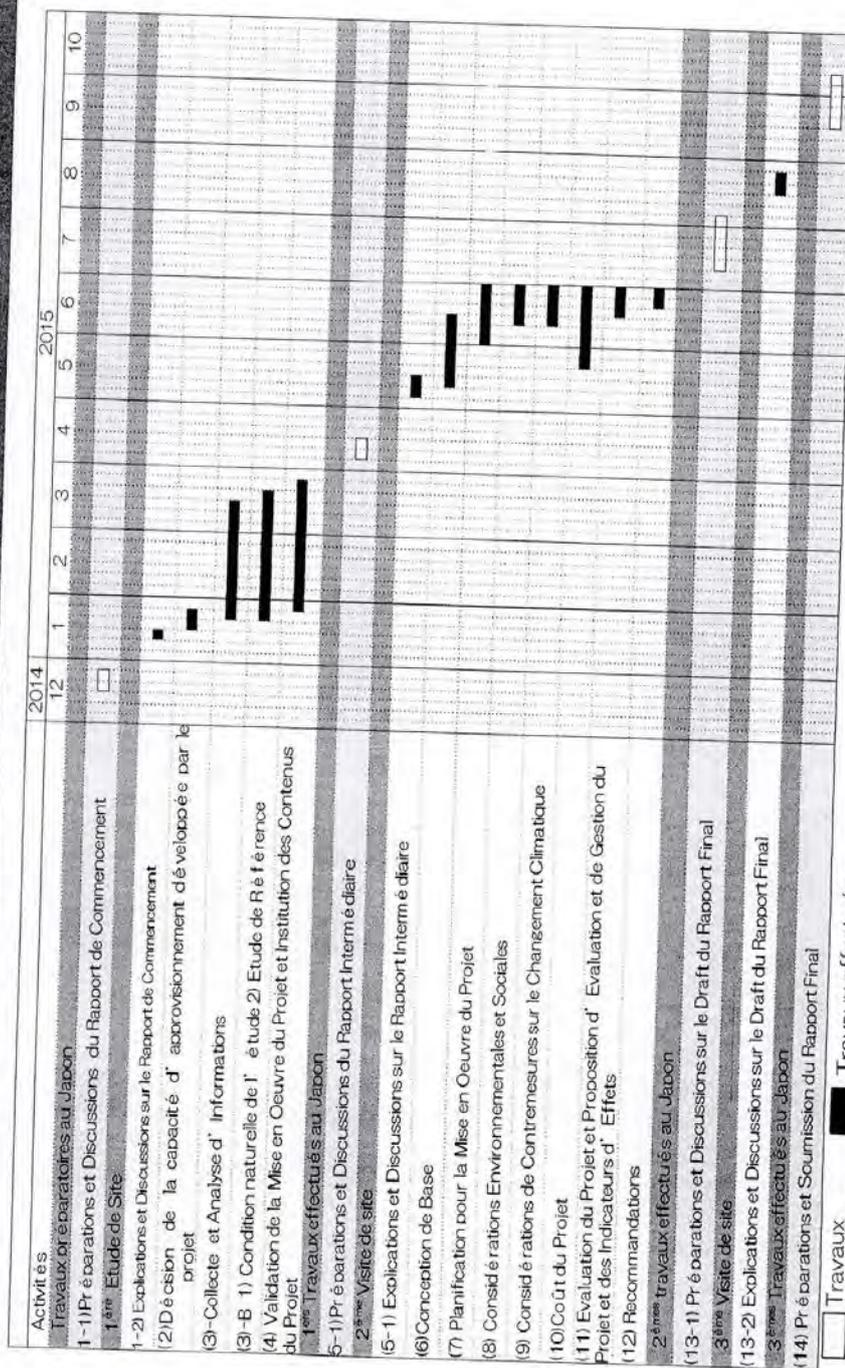 Activités
2014
2015
12
1
2
3
4
5
6
7
8
9
10
Travaux préparatoires au Japon
1-1)Préparations et Discussions du Rapport de Commencement
1ère Etude de Site
1-2) Explications et Discussions sur le Rapport de Commencement
(2)Décision de la capacité d' approvisionnement développée par le
projet
(3)-Collecte et Analyse d' Informations
(3)-B 1) Condition naturelle de l' étude 2) Etude de Référence
(4) Validation de la Mise en Oeuvre du Projet et Institution des Contenus
du Projet
1ers Travaux effectués au Japon
5-1)Préparations et Discussions du Rapport Intermédiaire
2ème Visite de site
(5-1) Explications et Discussions sur le Rapport Intermédiaire
(6)Conception de Base
(7) Planification pour la Mise en Oeuvre du Projet
(8) Considérations Environnementales et Sociales
(9) Considérations de Contremesures sur le Changement Climatique
(10)Coût du Projet
(11) Evaluation du Projet et Proposition d' Evaluation et de Gestion du
Projet et des Indicateurs d' Effets
(12) Recommandations
2èmes travaux effectués au Japon
(13-1) Préparations et Discussions sur le Draft du Rapport Final
3ème Visite de site
(13-2) Explications et Discussions sur le Draft du Rapport Final
3èmes Travaux effectués au Japon
(14) Préparations et Soumission du Rapport Final
Travaux